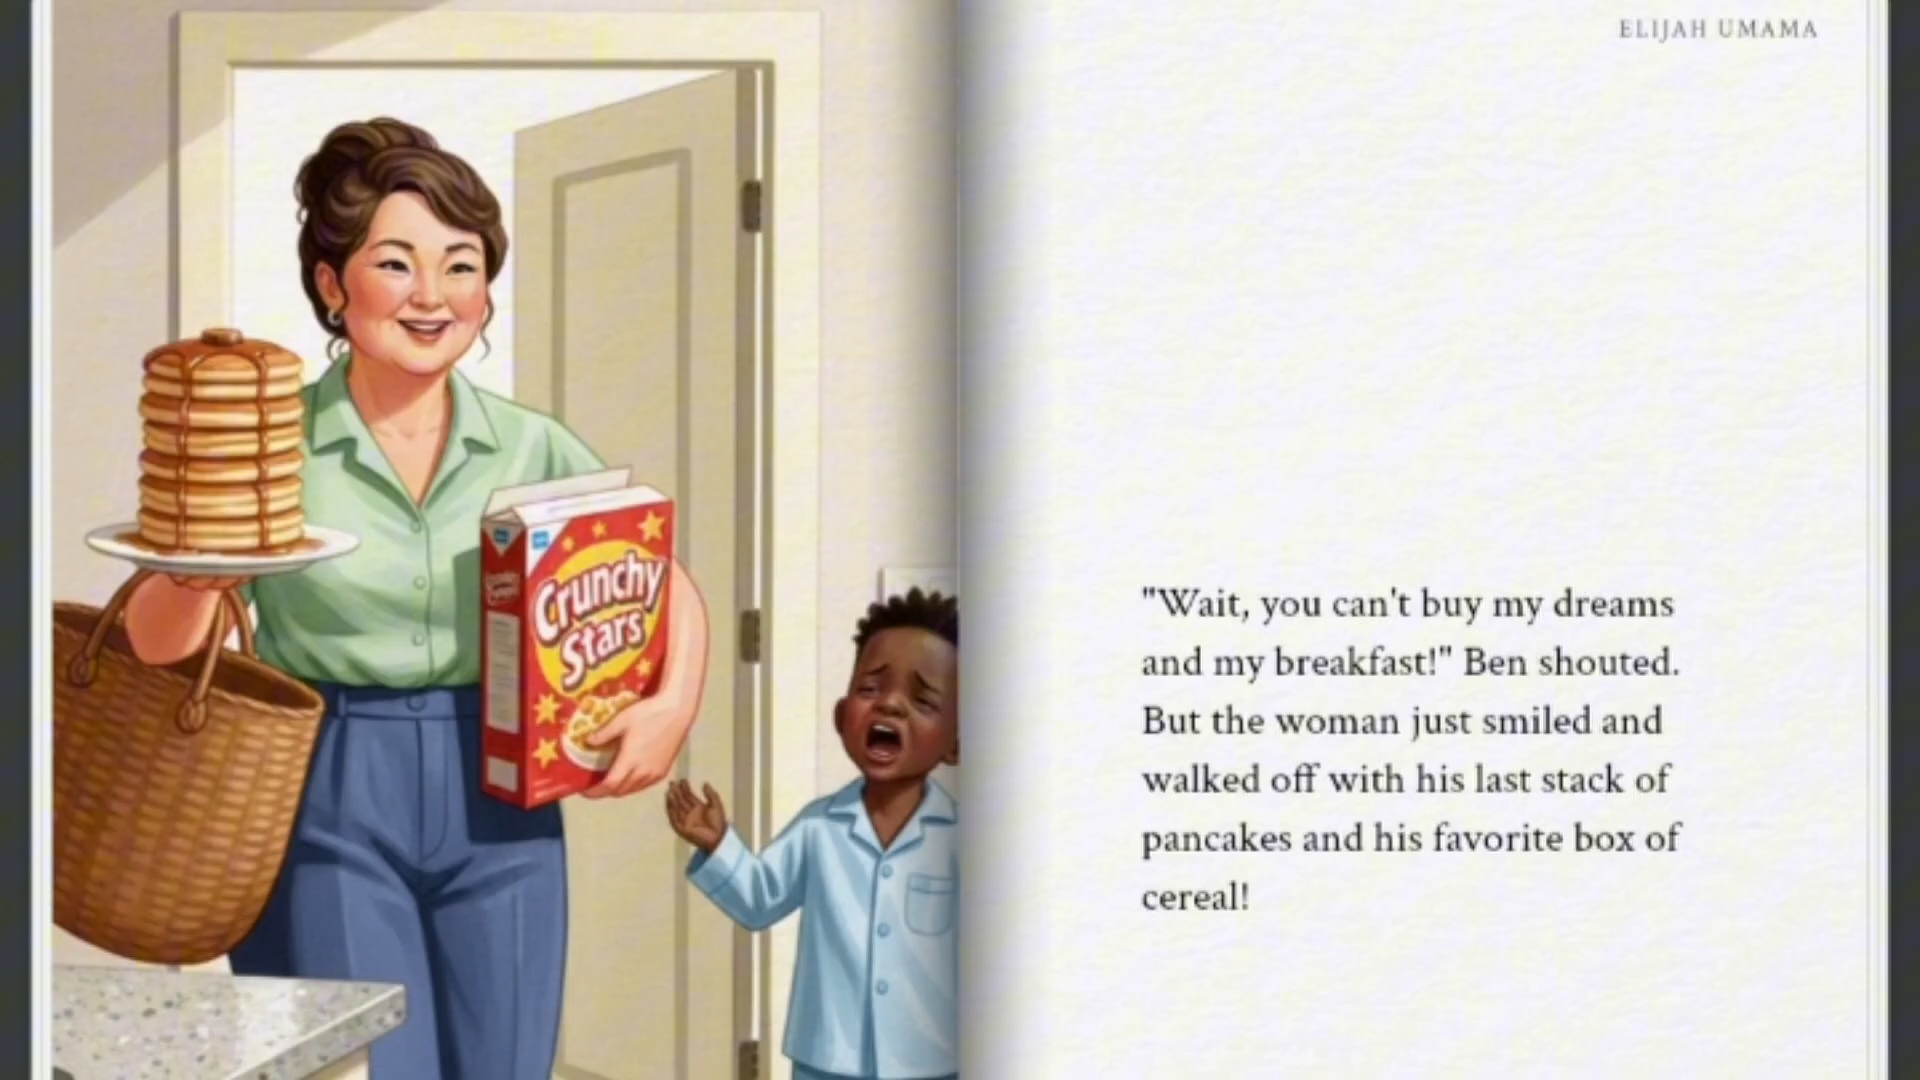 ELIJAH UMAMA
Crunchy
Stars
"Wait, you can't buy my dreams
and my breakfast!" Ben shouted.
But the woman just smiled and
walked off with his last stack of
pancakes and his favorite box of
cereal!